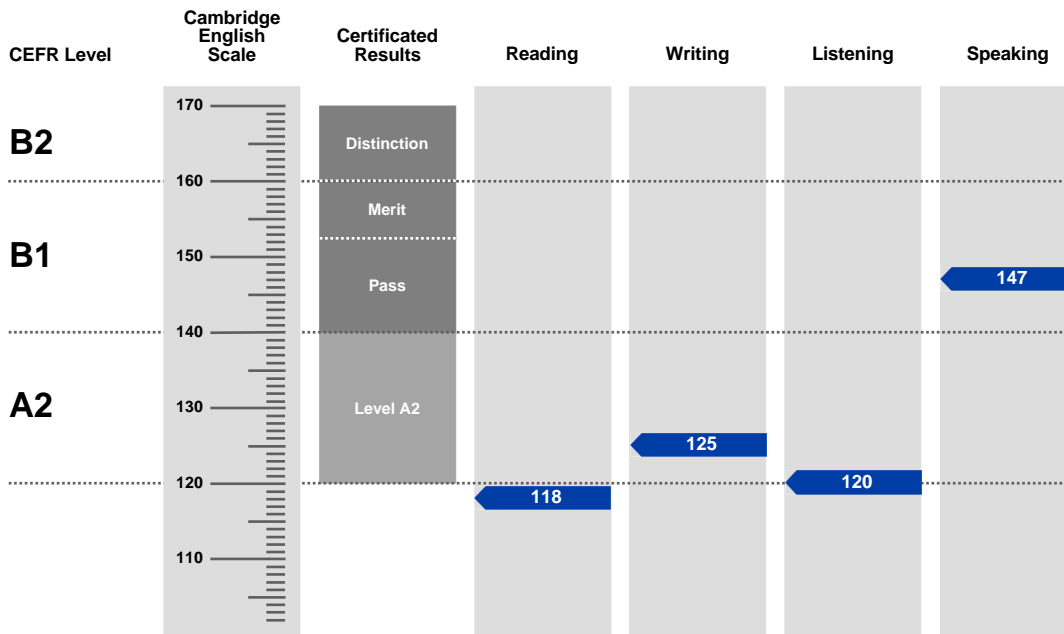 CEFR Level
Cambridge
English
Scale
Certificated
Results
Reading
Writing
Listening
Speaking
170
B2
Distinction
160
Merit
B1
150
Pass
147
140
A2
130
Level A2
125
120
118
120
110